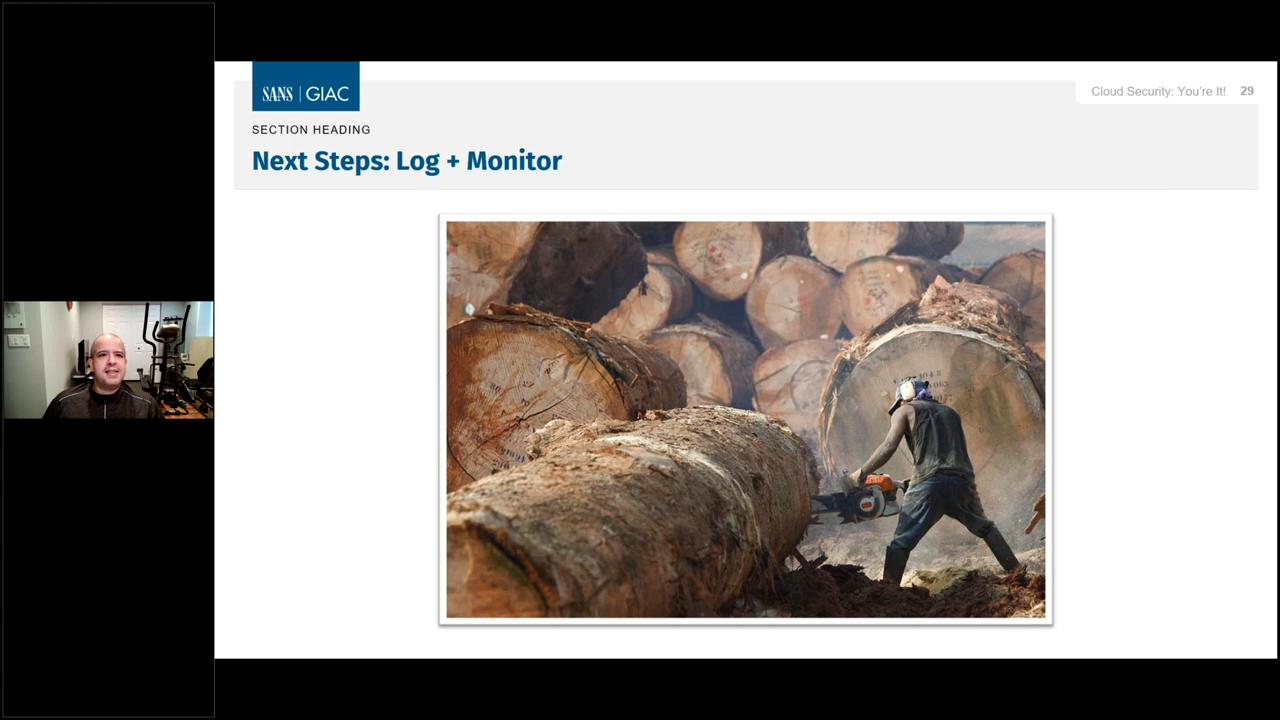 SANS | GIAC
Cloud Security: You're It! 29
SECTION HEADING
Next Steps: Log + Monitor